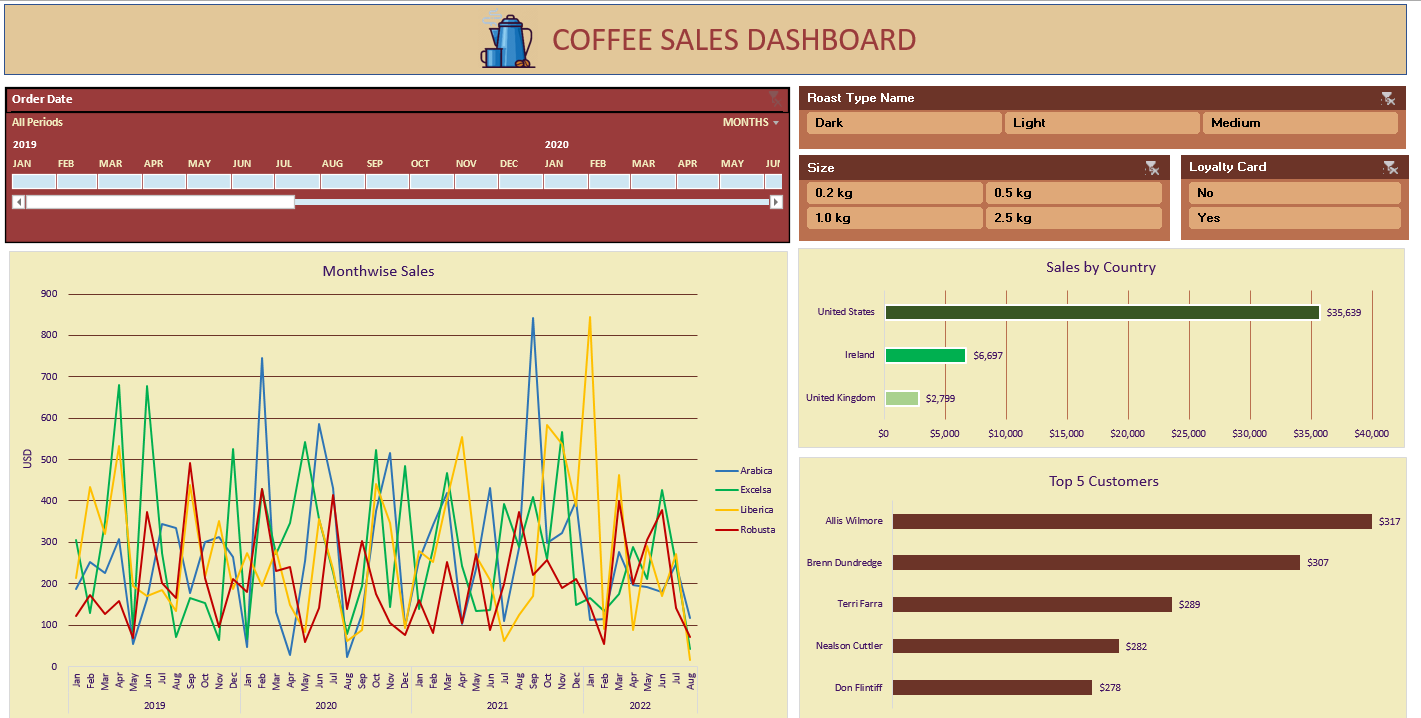 COFFEE SALES DASHBOARD
Order Date
All Periods MONTHS
2019 2020
JAN FEB MAR APR MAY JUN JUL AUG SEP OCT NOV DEC JAN FEB MAR APR MAY JUN
Roast Type Name
Dark Light Medium
Size
0.2 kg 0.5 kg
1.0 kg 2.5 kg
Loyalty Card
No
Yes
Monthwise Sales
USD
900
800
700
600
500
400
300
200
100
0
Jan Feb Mar Apr May Jun Jul Aug Sep Oct Nov Dec Jan Feb Mar Apr May Jun Jul Aug Sep Oct Nov Dec Jan Feb Mar Apr May Jun Jul Aug Sep Oct Nov Dec Jan Feb Mar Apr May Jun Jul Aug
2019 2020 2021 2022
Arabica
Excelsa
Liberica
Robusta
Sales by Country
United States $35,639
Ireland $6,697
United Kingdom $2,799
$0 $5,000 $10,000 $15,000 $20,000 $25,000 $30,000 $35,000 $40,000
Top 5 Customers
Allis Wilmore $317
Brenn Dundredge $307
Terri Farra $289
Nealson Cuttler $282
Don Flintiff $278